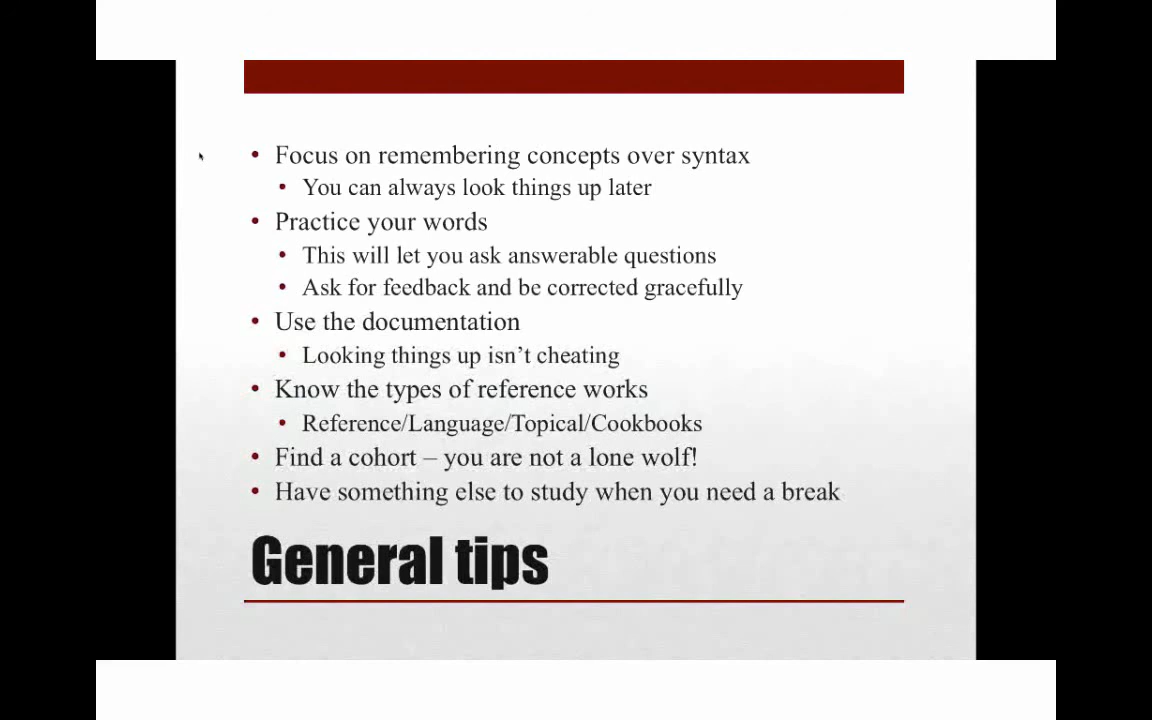 • Focus on remembering concepts over syntax
• You can always look things up later
• Practice your words
• This will let you ask answerable questions
• Ask for feedback and be corrected gracefully
• Use the documentation
• Looking things up isn’t cheating
• Know the types of reference works
• Reference/Language/Topical/Cookbooks
• Find a cohort – you are not a lone wolf!
• Have something else to study when you need a break
General tips